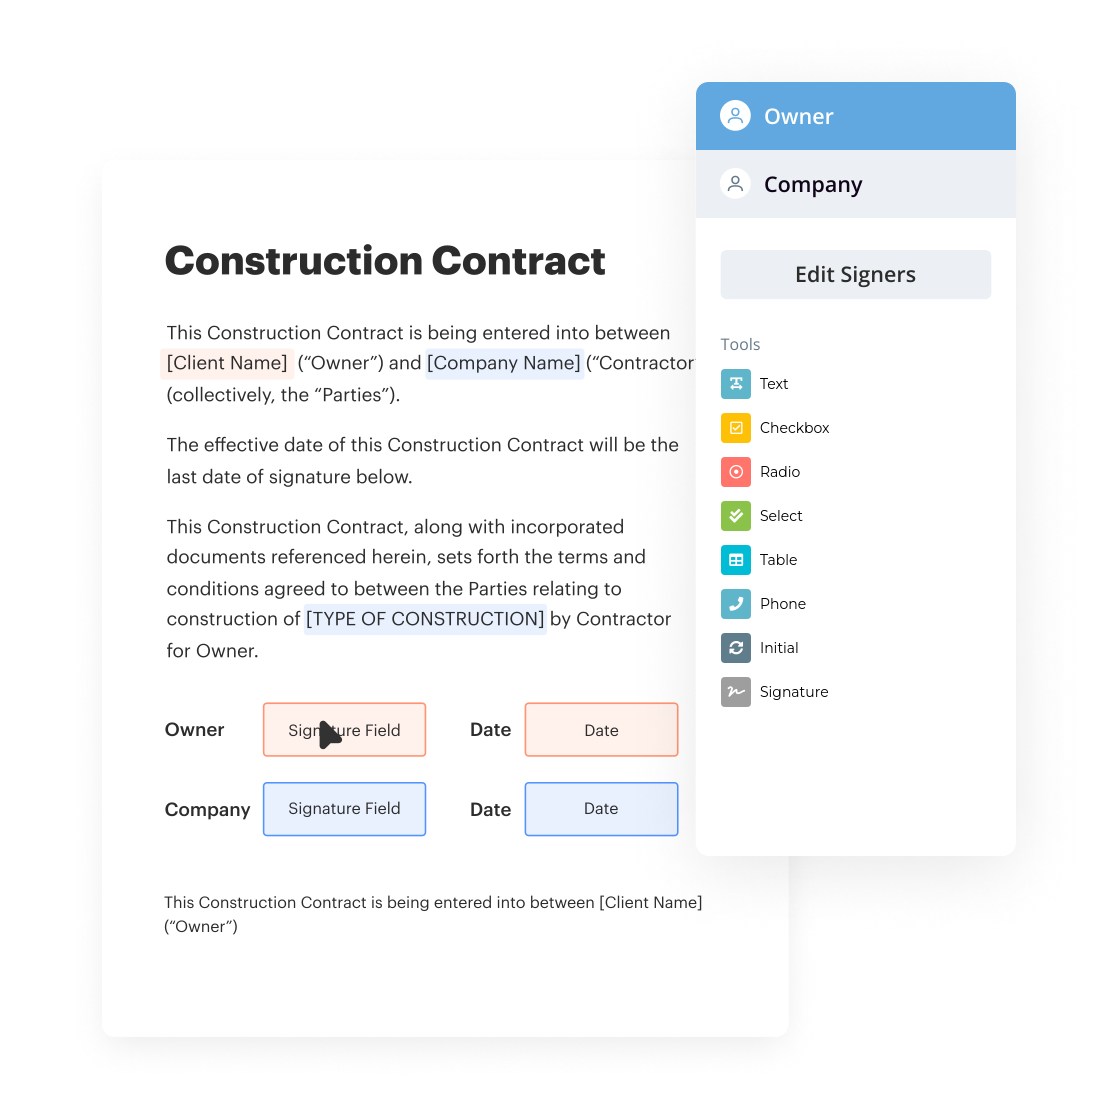 Construction Contract
This Construction Contract is being entered into between
[Client Name] (“Owner”) and [Company Name] (“Contractor
(collectively, the “Parties”).
The effective date of this Construction Contract will be the
last date of signature below.
This Construction Contract, along with incorporated
documents referenced herein, sets forth the terms and
conditions agreed to between the Parties relating to
construction of [TYPE OF CONSTRUCTION] by Contractor
for Owner.
Owner Signature Field Date Date
Company Signature Field Date Date
This Construction Contract is being entered into between [Client Name]
(“Owner”)
Owner
Company
Edit Signers
Tools
Text
Checkbox
Radio
Select
Table
Phone
Initial
Signature